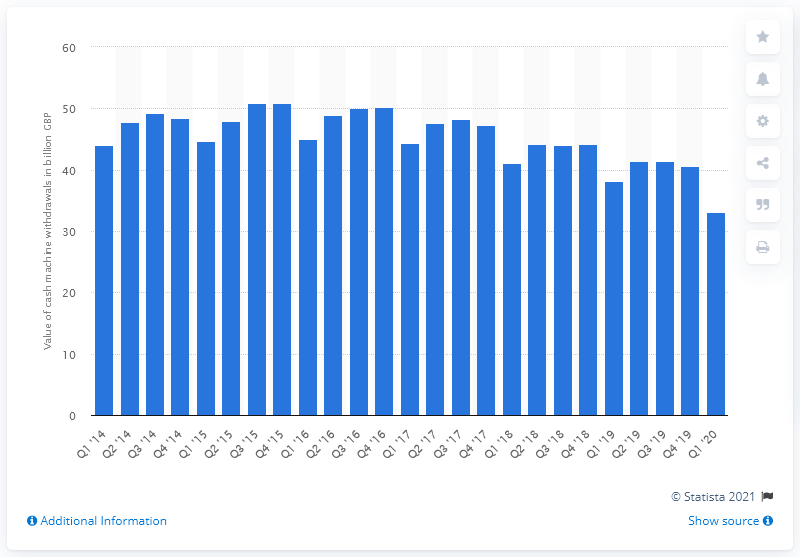 60
50
40
30
20
10
0
Value of cash machine withdrawals in billion GBP
Q1 '14
Q2 '14
Q3 '14
Q4 '14
Q1 '15
Q2 '15
Q3 '15
Q4 '15
Q1 '16
Q2 '16
Q3 '16
Q4 '16
Q1 '17
Q2 '17
Q3 '17
Q4 '17
Q1 '18
Q2 '18
Q3 '18
Q4 '18
Q1 '19
Q2 '19
Q3 '19
Q4 '19
Q1 '20
© Statista 2021
Additional Information
Show source